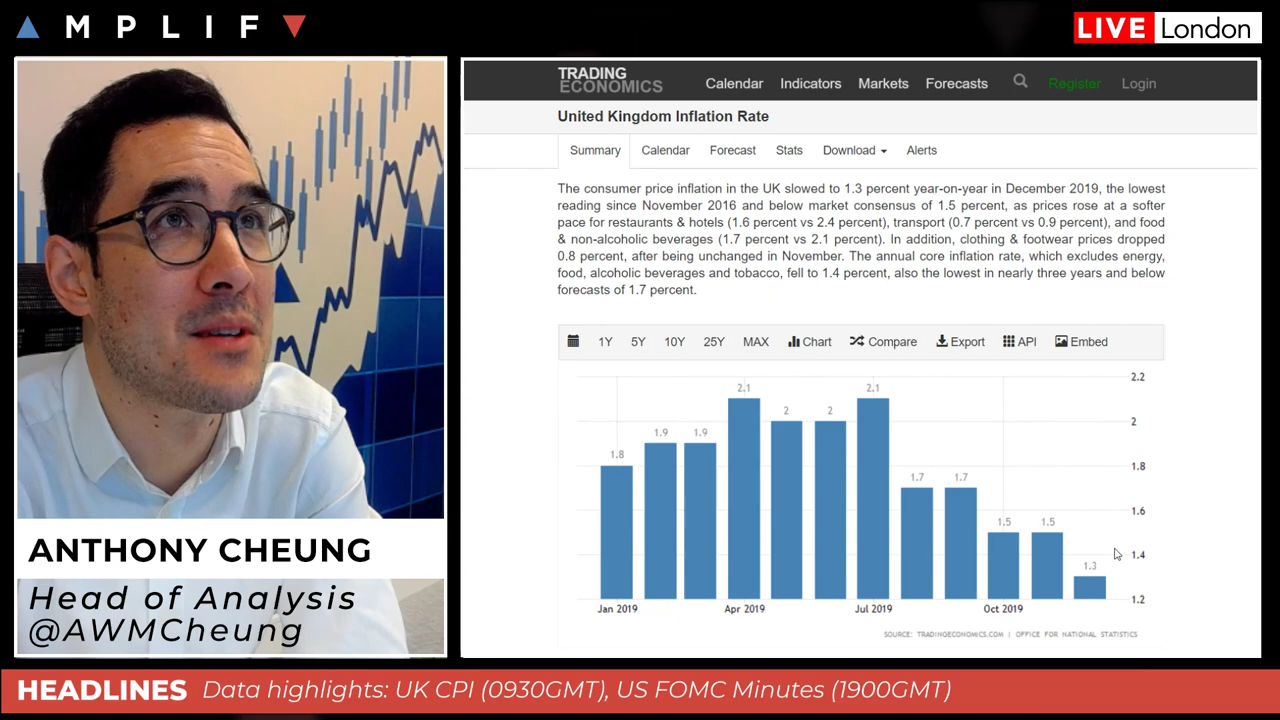 ▲ M P L I F ▼
LIVE London
TRADING
ECONOMICS
Calendar Indicators Markets Forecasts Register Login
United Kingdom Inflation Rate
Summary Calendar Forecast Stats Download Alerts
The consumer price inflation in the UK slowed to 1.3 percent year-on-year in December 2019, the lowest
reading since November 2016 and below market consensus of 1.5 percent, as prices rose at a softer
pace for restaurants & hotels (1.6 percent vs 2.4 percent), transport (0.7 percent vs 0.9 percent), and food
& non-alcoholic beverages (1.7 percent vs 2.1 percent). In addition, clothing & footwear prices dropped
0.8 percent, after being unchanged in November. The annual core inflation rate, which excludes energy,
food, alcoholic beverages and tobacco, fell to 1.4 percent, also the lowest in nearly three years and below
forecasts of 1.7 percent.
1Y 5Y 10Y 25Y MAX Chart Compare Export API Embed
2.2
2.1 2.1
2 2 2
1.9 1.9
1.8 1.8
1.7 1.7
1.6
1.5 1.5
1.4
1.3
1.2
Jan 2019 Apr 2019 Jul 2019 Oct 2019
SOURCE: TRADINGECONOMICS.COM | OFFICE FOR NATIONAL STATISTICS
ANTHONY CHEUNG
Head of Analysis
@AWMCheung
HEADLINES Data highlights: UK CPI (0930GMT), US FOMC Minutes (1900GMT)